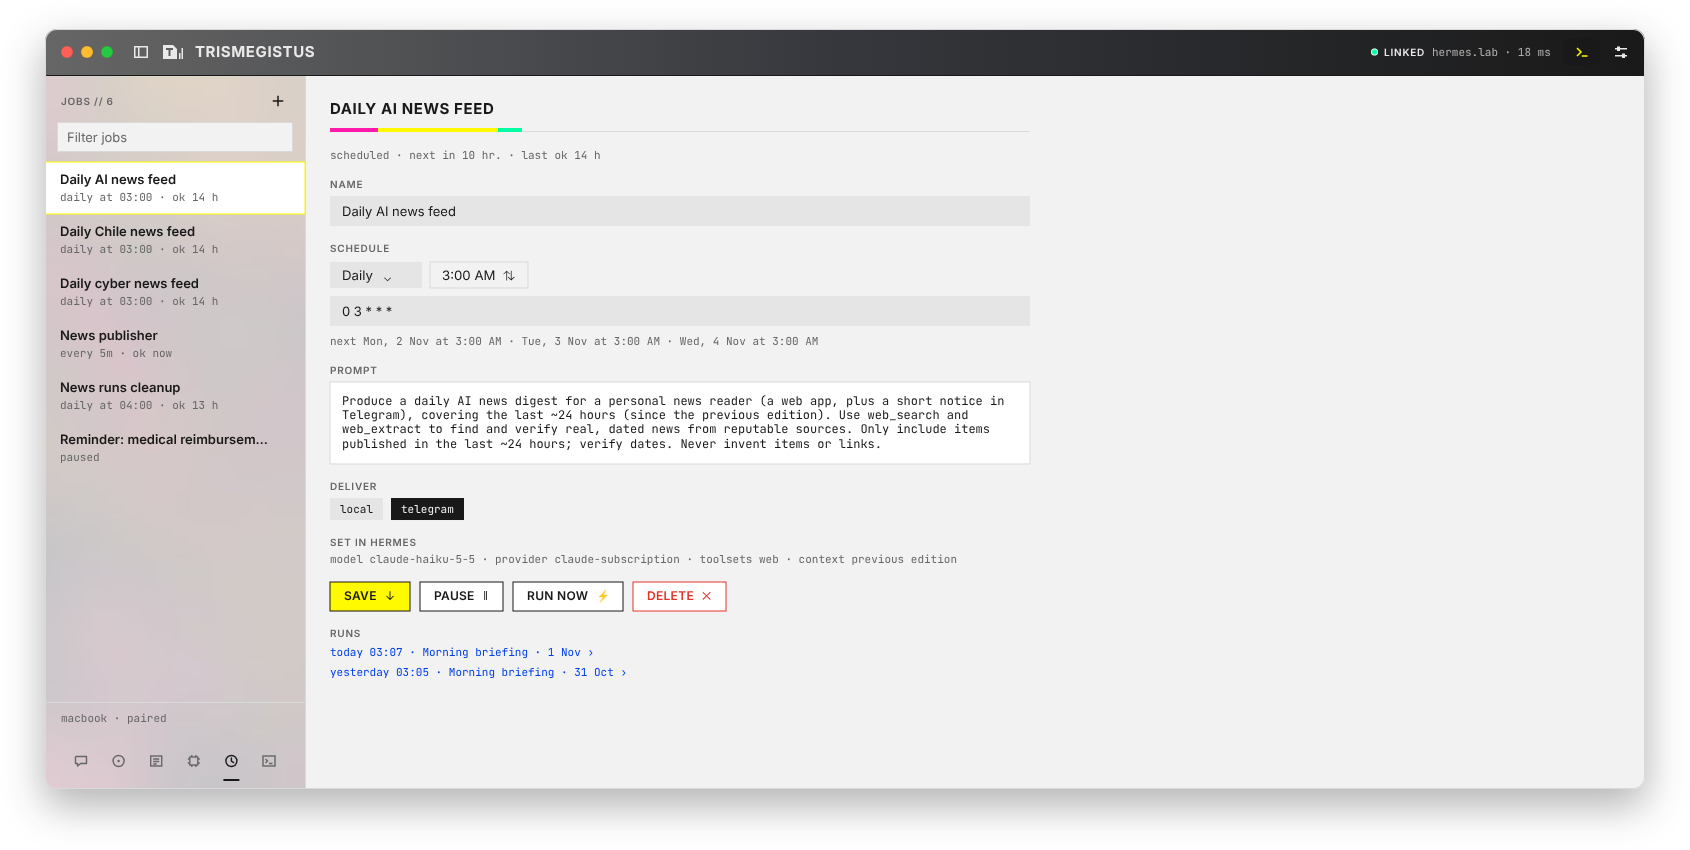 TRISMEGISTUS
LINKED hermes.lab · 18 ms
JOBS // 6
Filter jobs
Daily AI news feed
daily at 03:00 · ok 14 h
Daily Chile news feed
daily at 03:00 · ok 14 h
Daily cyber news feed
daily at 03:00 · ok 14 h
News publisher
every 5m · ok now
News runs cleanup
daily at 04:00 · ok 13 h
Reminder: medical reimbursem...
paused
macbook · paired
DAILY AI NEWS FEED
scheduled · next in 10 hr. · last ok 14 h
NAME
Daily AI news feed
SCHEDULE
Daily
3:00 AM
0 3 * * *
next Mon, 2 Nov at 3:00 AM · Tue, 3 Nov at 3:00 AM · Wed, 4 Nov at 3:00 AM
PROMPT
Produce a daily AI news digest for a personal news reader (a web app, plus a short notice in
Telegram), covering the last ~24 hours (since the previous edition). Use web_search and
web_extract to find and verify real, dated news from reputable sources. Only include items
published in the last ~24 hours; verify dates. Never invent items or links.
DELIVER
local
telegram
SET IN HERMES
model claude-haiku-5-5 · provider claude-subscription · toolsets web · context previous edition
SAVE ↓
PAUSE
RUN NOW ⚡
DELETE ×
RUNS
today 03:07 · Morning briefing · 1 Nov ›
yesterday 03:05 · Morning briefing · 31 Oct ›